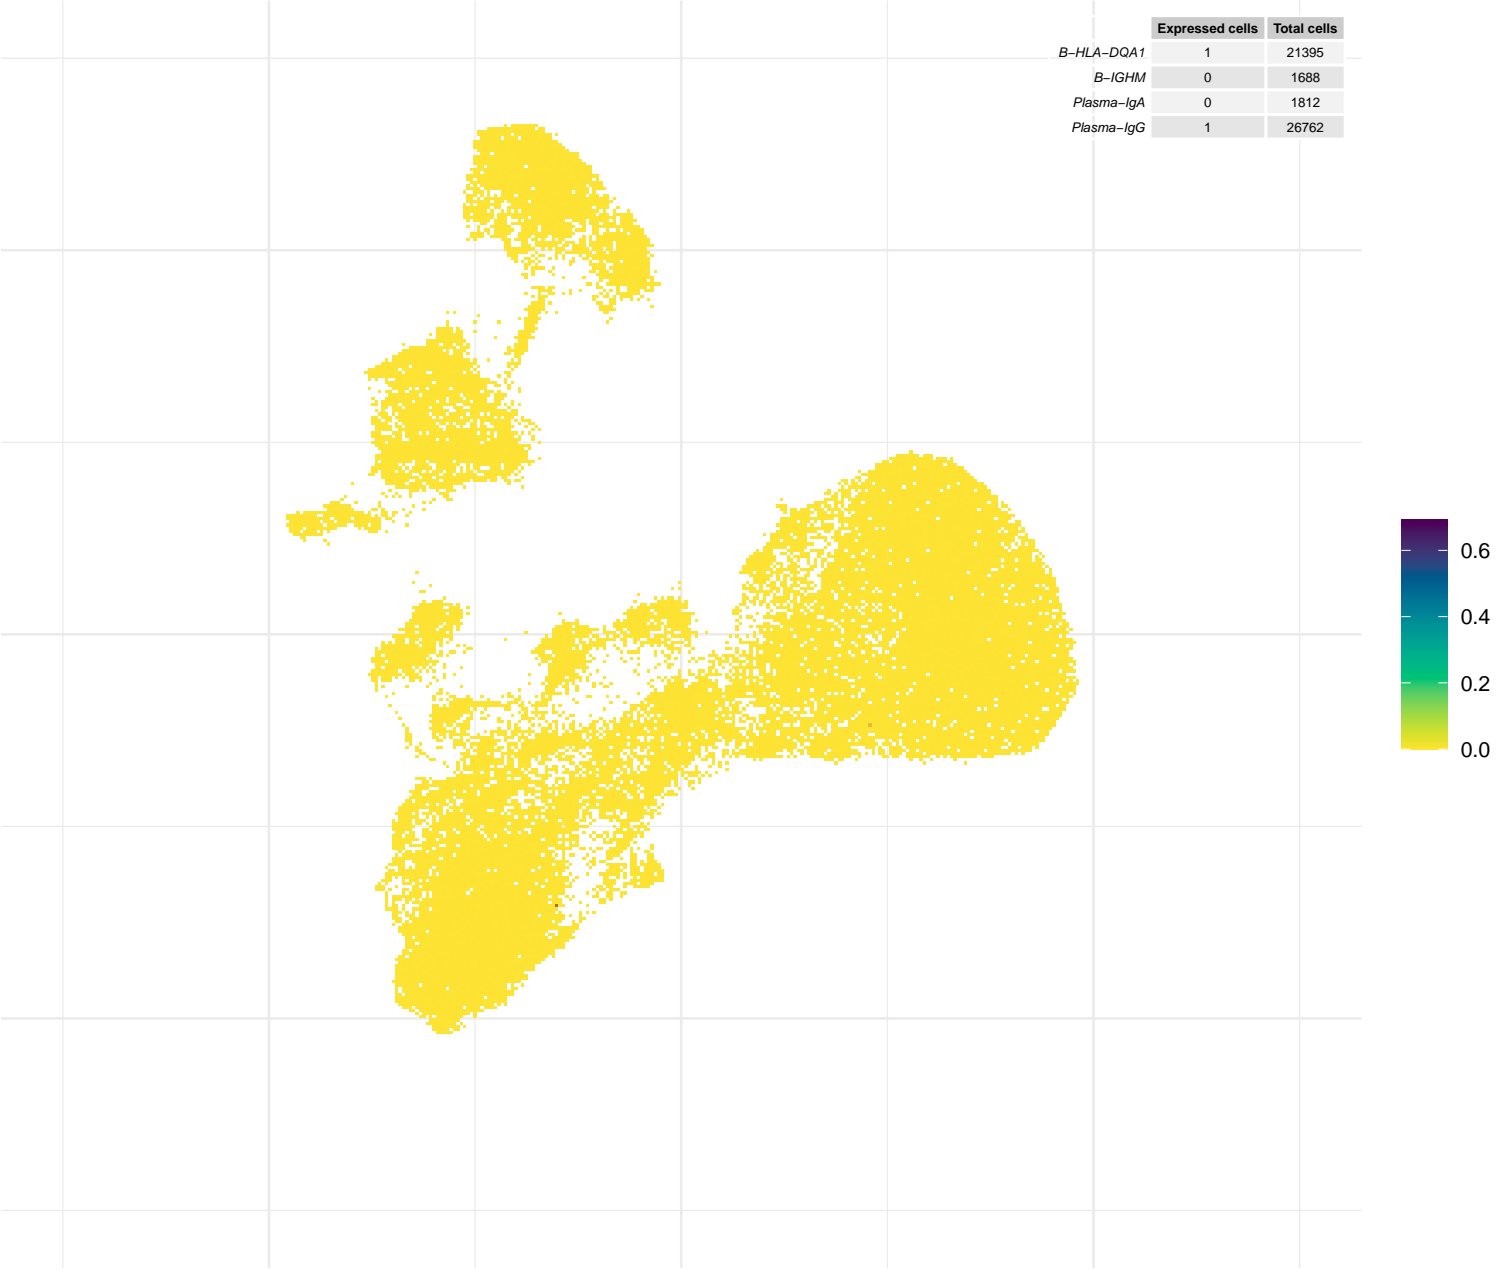 Expressed cells Total cells
B−HLA−DQA1 1 21395
B−IGHM 0 1688
Plasma−IgA 0 1812
Plasma−IgG 1 26762
0.6
0.4
0.2
0.0